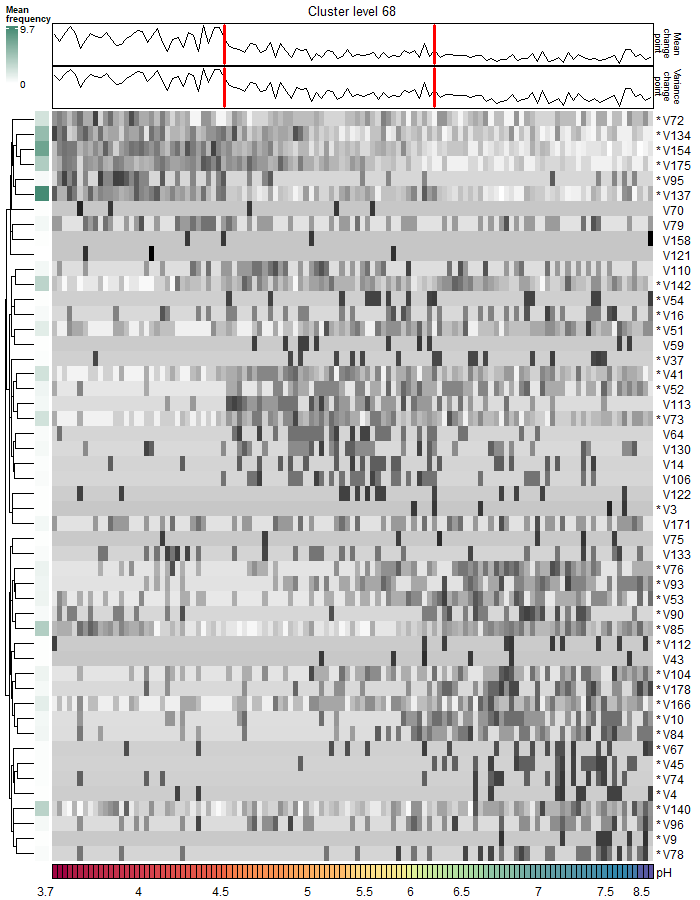 Mean
frequency
9.7
0
Cluster level 68
Mean
change
point
Variance
change
point
* V72
* V134
* V154
* V175
* V95
* V137
V70
V79
V158
V121
V110
* V142
* V54
* V16
* V51
V59
* V37
* V41
* V52
V113
* V73
V64
V130
V14
V106
V122
* V3
V171
V75
V133
* V76
* V93
* V53
* V90
* V85
* V112
V43
* V104
* V178
* V166
* V10
* V84
* V67
* V45
* V74
* V4
* V140
* V96
* V9
* V78
pH
3.7 4 4.5 5 5.5 6 6.5 7 7.5 8.5